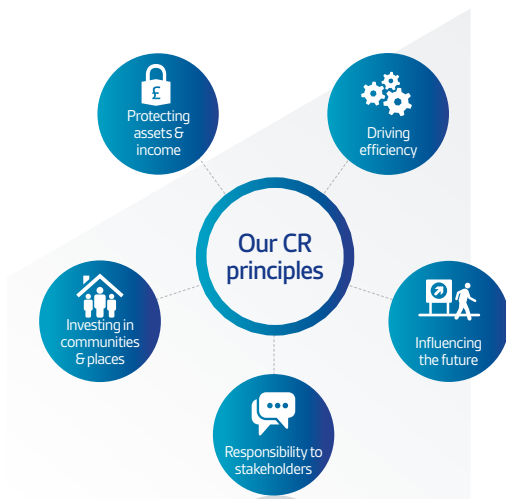 £
Protecting
assets &
income
Driving
efficiency
Our CR
principles
Investing in
communities
& places
Influencing
the future
Responsibility to
stakeholders